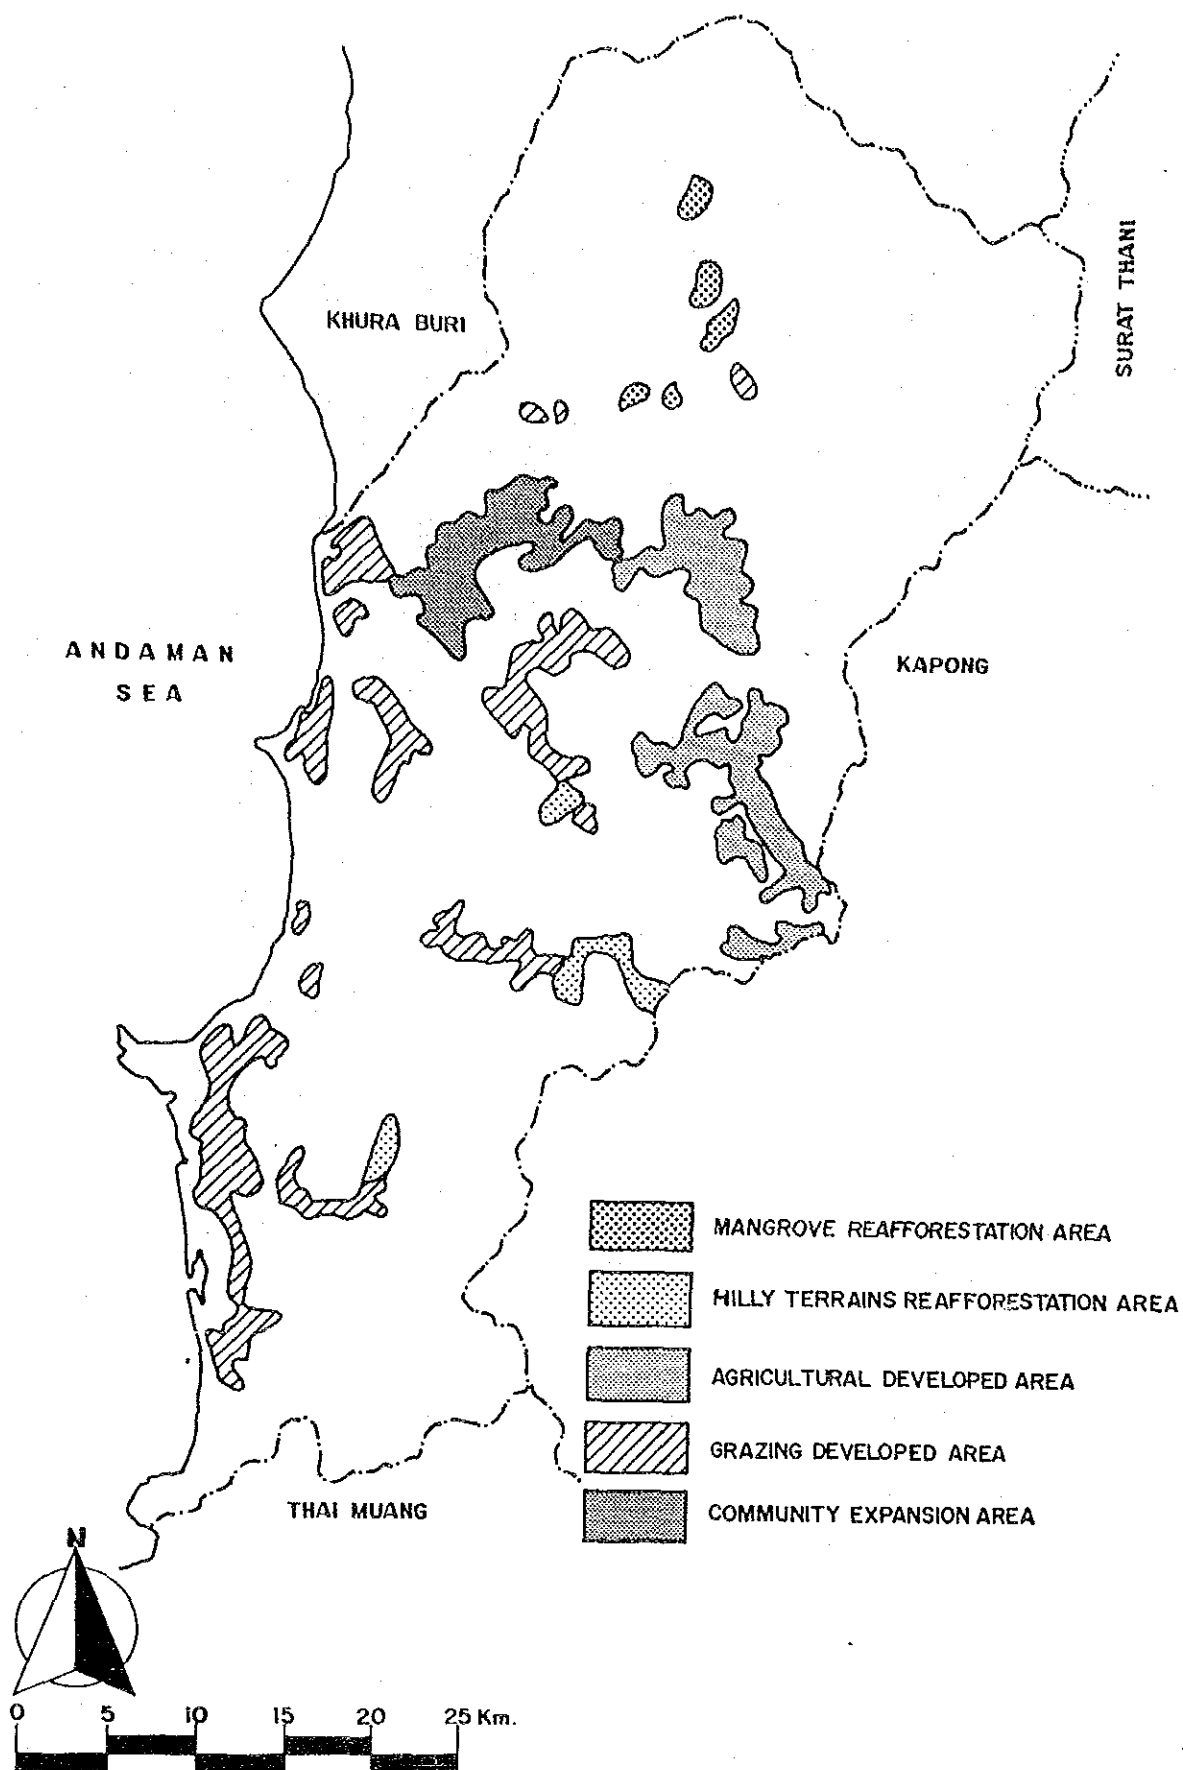 KHURA BURI
SURAT THANI
ANDAMAN
SEA
KAPONG
MANGROVE REAFFORESTATION AREA
HILLY TERRAINS REAFFORESTATION AREA
AGRICULTURAL DEVELOPED AREA
GRAZING DEVELOPED AREA
COMMUNITY EXPANSION AREA
THAI MUANG
N
0 5 10 15 20 25 Km.